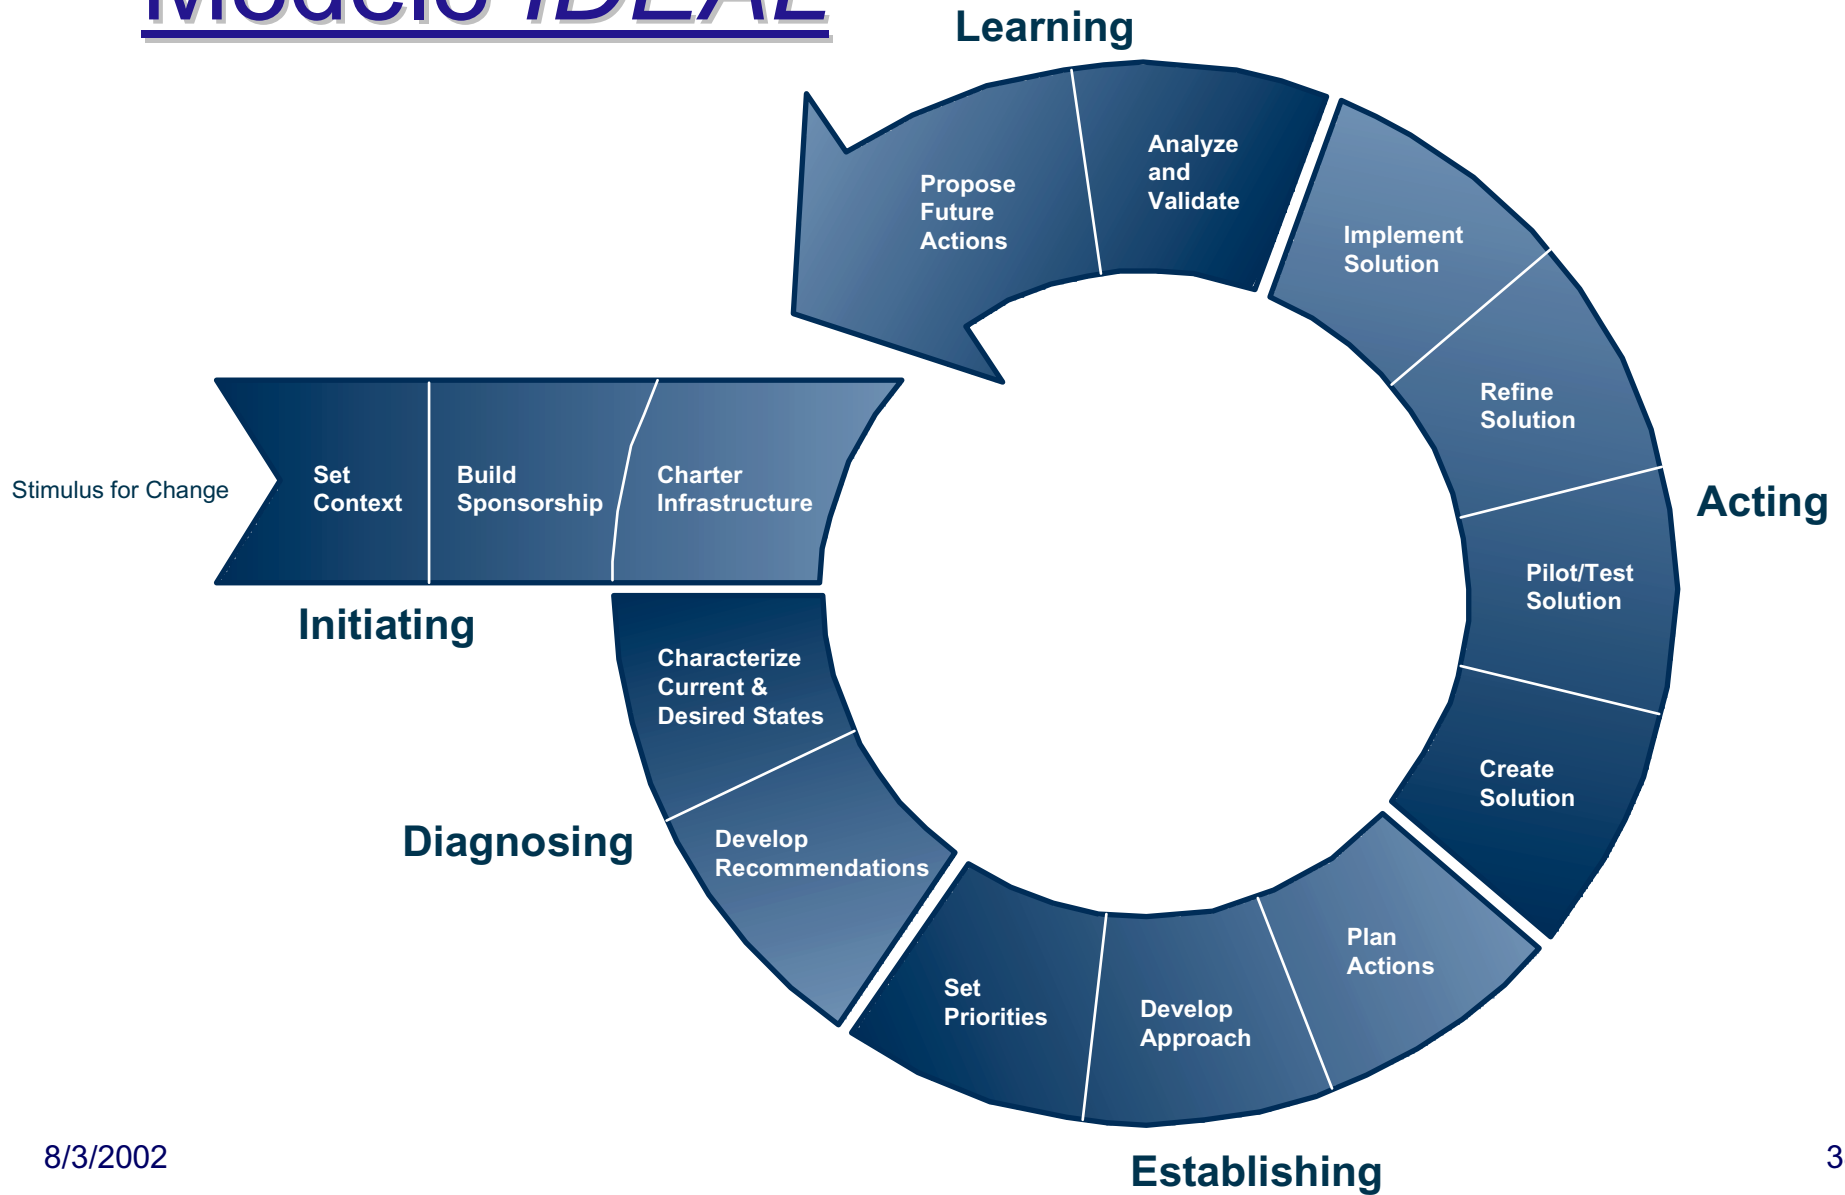 Modelo IDEAL
Learning
Analyze
and
Validate
Propose
Future
Actions
Implement
Solution
Refine
Solution
Acting
Stimulus for Change
Set
Context
Build
Sponsorship
Charter
Infrastructure
Pilot/Test
Solution
Initiating
Characterize
Current &
Desired States
Create
Solution
Diagnosing
Develop
Recommendations
Plan
Actions
Set
Priorities
Develop
Approach
8/3/2002
Establishing
3